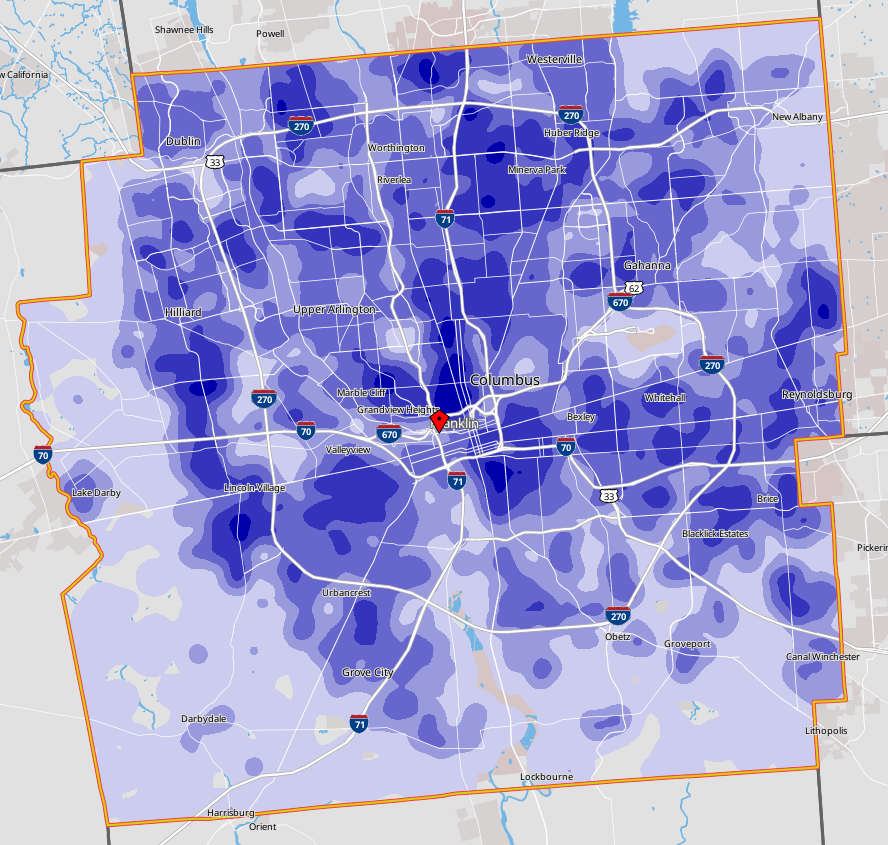 Shawnee Hills
Powell
Westerville
w California
270
270
New Albany
Dublin
33
Worthington
Huber Ridge
Minerva Park
Riverlea
71
Gahanna
62
670
Hilliard
Upper Arlington
270
Columbus
Marble Cliff
Grandview Heights
Whitehall
Reynoldsburg
270
Bexley
anklin
70
670
70
70
Valleyview
71
Lincoln Village
Lake Darby
33
Brice
Blacklick Estates
Pickerin
Urbancrest
270
Obetz
Groveport
Canal Winchester
Grove City
Darbydale
71
Lithopolis
Lockbourne
Harrisburg
Orient